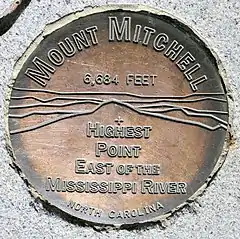 MOUNT MITCHELL
6,684 FEET
+
HIGHEST
POINT
EAST OF THE
MISSISSIPPI RIVER
NORTH CAROLINA